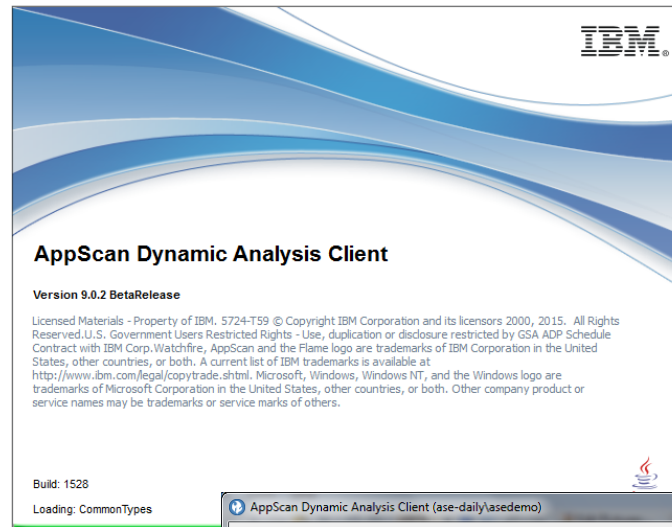 IBM®
AppScan Dynamic Analysis Client
Version 9.0.2 BetaRelease
Licensed Materials - Property of IBM. 5724-T59 © Copyright IBM Corporation and its licensors 2000, 2015.  All Rights
Reserved.U.S. Government Users Restricted Rights - Use, duplication or disclosure restricted by GSA ADP Schedule
Contract with IBM Corp.Watchfire, AppScan and the Flame logo are trademarks of IBM Corporation in the United
States, other countries, or both. A current list of IBM trademarks is available at
http://www.ibm.com/legal/copytrade.shtml. Microsoft, Windows, Windows NT, and the Windows logo are
trademarks of Microsoft Corporation in the United States, other countries, or both. Other company product or
service names may be trademarks or service marks of others.
Build: 1528
Loading: CommonTypes
AppScan Dynamic Analysis Client (ase-daily\asedemo)